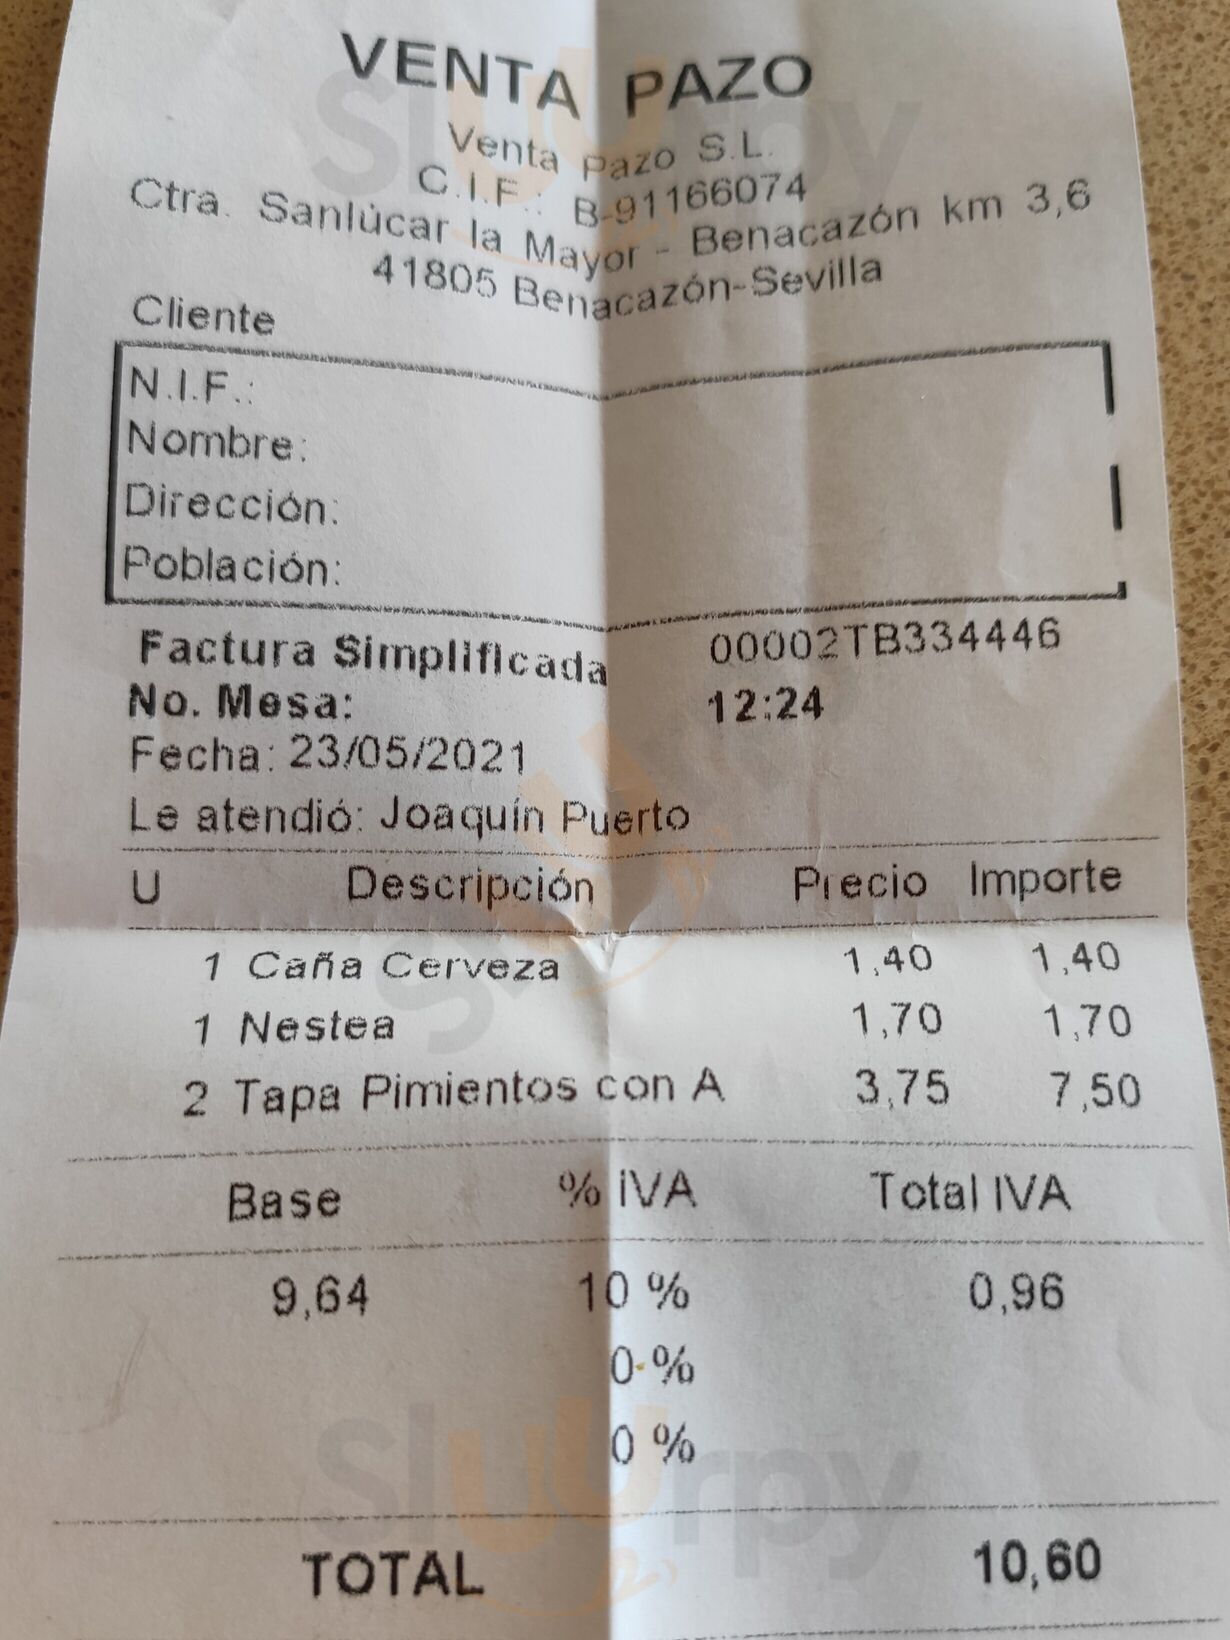 VENTA PAZO
Venta Pazo S.L.
C.I.F.: B-91166074
Ctra. Sanlúcar la Mayor - Benacazón km 3,6
41805 Benacazón-Sevilla
Cliente
N.I.F.:
Nombre:
Dirección:
Población:
Factura Simplificada 00002TB334446
No. Mesa: 12:24
Fecha: 23/05/2021
Le atendió: Joaquín Puerto
U Descripción Precio Importe
1 Caña Cerveza 1,40 1,40
1 Nestea 1,70 1,70
2 Tapa Pimientos con A 3,75 7,50
Base % IVA Total IVA
9,64 10 % 0,96
0 %
0 %
TOTAL 10,60
sluurpy
sluurpy